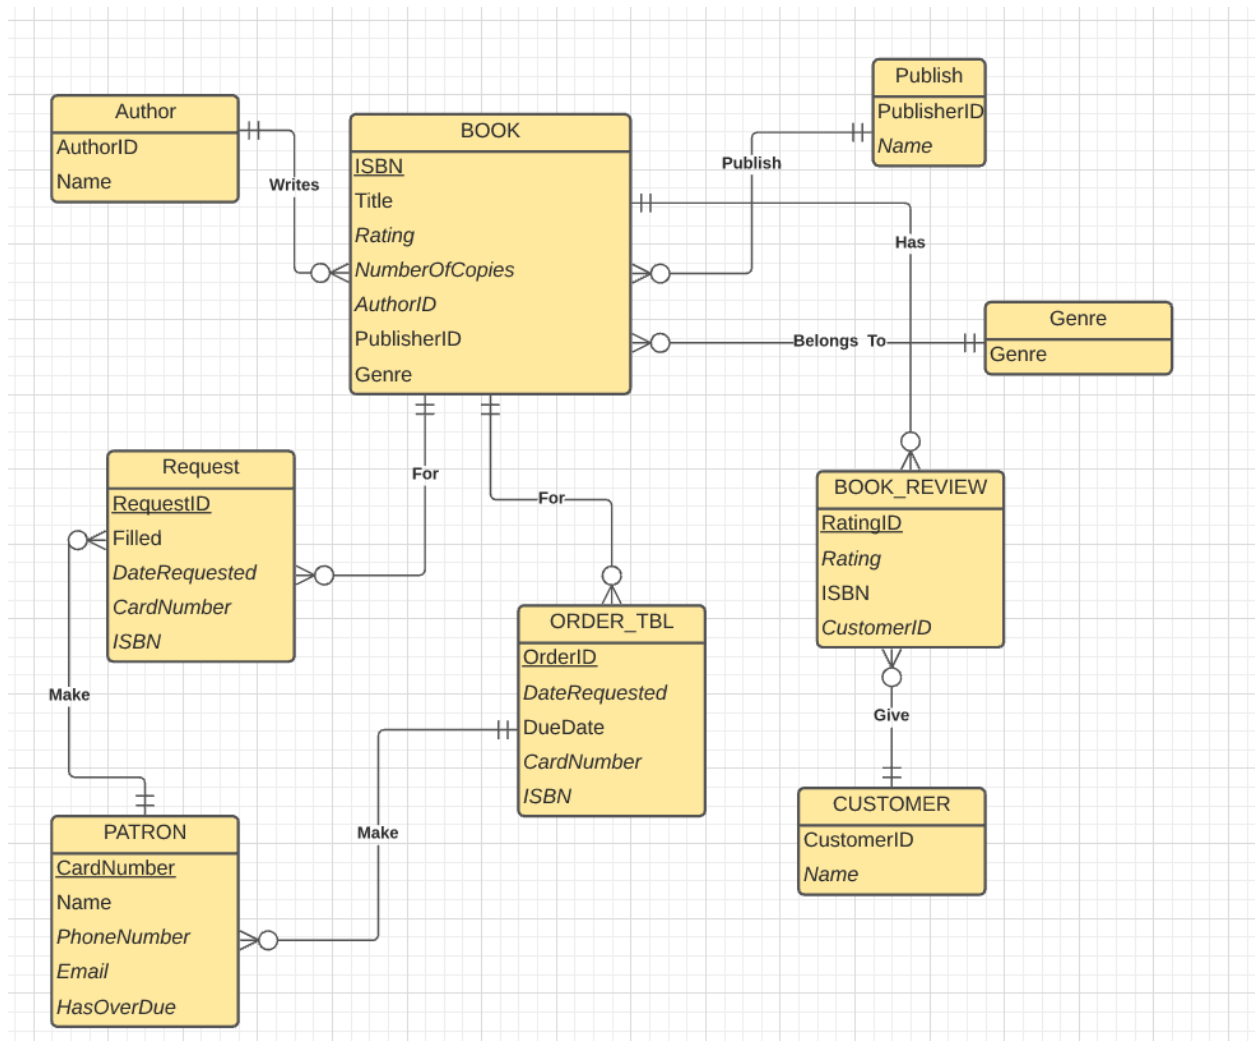 Author
AuthorID
Name
Writes
BOOK
ISBN
Title
Rating
NumberOfCopies
AuthorID
PublisherID
Genre
Publish
Publish
PublisherID
Name
Has
Belongs To
Genre
Genre
For
For
Request
RequestID
Filled
DateRequested
CardNumber
ISBN
BOOK_REVIEW
RatingID
Rating
ISBN
CustomerID
ORDER_TBL
OrderID
DateRequested
DueDate
CardNumber
ISBN
Make
Give
CUSTOMER
CustomerID
Name
Make
PATRON
CardNumber
Name
PhoneNumber
Email
HasOverDue